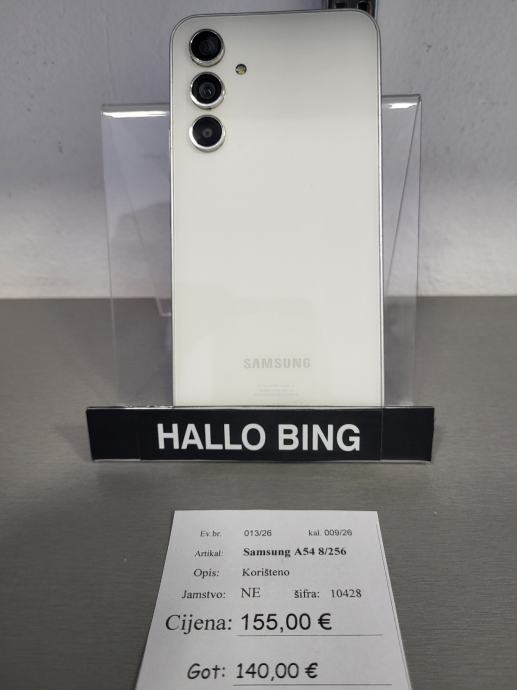 SAMSUNG
HALLO BING
Ev.br. 013/26 kal. 009/26
Artikal: Samsung A54 8/256
Opis: Korišteno
Jamstvo: NE šifra: 10428
Cijena: 155,00 €
Got: 140,00 €